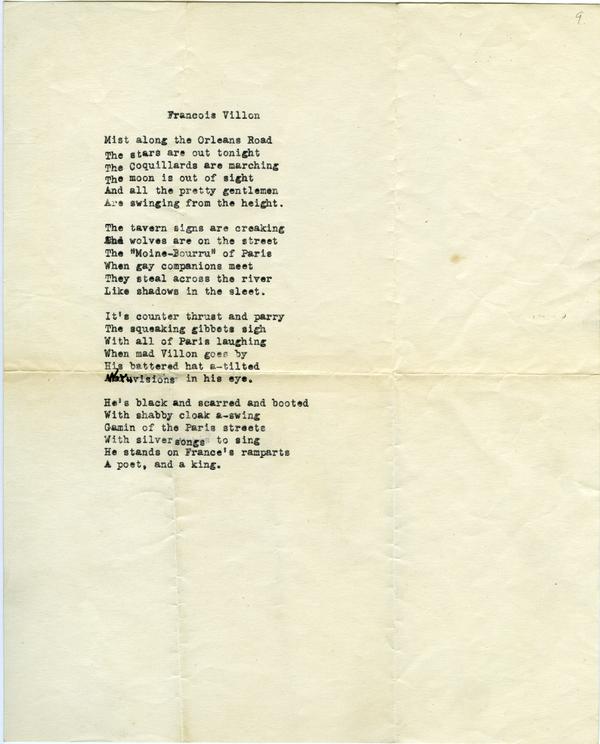 9.
Francois Villon
Mist along the Orleans Road
The stars are out tonight
The Coquillards are marching
The moon is out of sight
And all the pretty gentlemen
Are swinging from the height.
The tavern signs are creaking
wolves are on the street
The "Moine-Bourru" of Paris
When gay companions meet
They steal across the river
Like shadows in the sleet.
It's counter thrust and parry
The squeaking gibbets sigh
With all of Paris laughing
When mad Villon goes by
His battered hat a-tilted
visions in his eye.
He's black and scarred and booted
With shabby cloak a-swing
Gamin of the Paris streets
With silver songs to sing
He stands on France's ramparts
A poet, and a king.